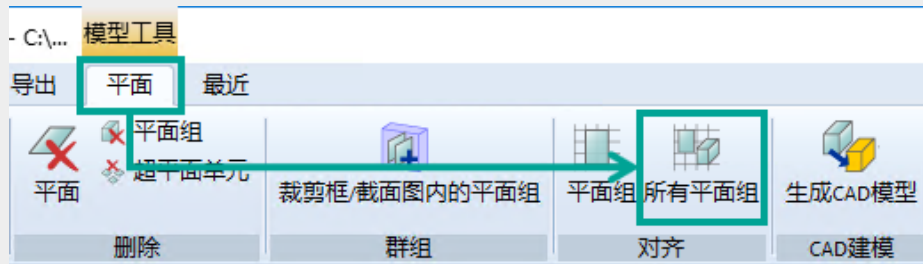 - C:\... 模型工具
导出 平面 最近
平面组
超平面单元
平面 裁剪框/截面图内的平面组 平面组 所有平面组 生成CAD模型
删除 群组 对齐 CAD建模